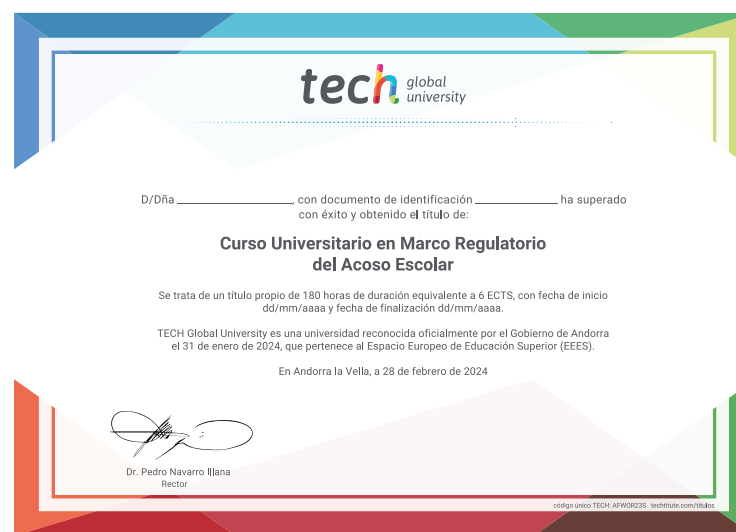 tech global
university
D/Dña ______________, con documento de identificación ______________ ha superado
con éxito y obtenido el título de:
Curso Universitario en Marco Regulatorio
del Acoso Escolar
Se trata de un título propio de 180 horas de duración equivalente a 6 ECTS, con fecha de inicio
dd/mm/aaaa y fecha de finalización dd/mm/aaaa.
TECH Global University es una universidad reconocida oficialmente por el Gobierno de Andorra
el 31 de enero de 2024, que pertenece al Espacio Europeo de Educación Superior (EEES).
En Andorra la Vella, a 28 de febrero de 2024
Dr. Pedro Navarro Illana
Rector
código único TECH: AFWOR23S techtitute.com/titulos